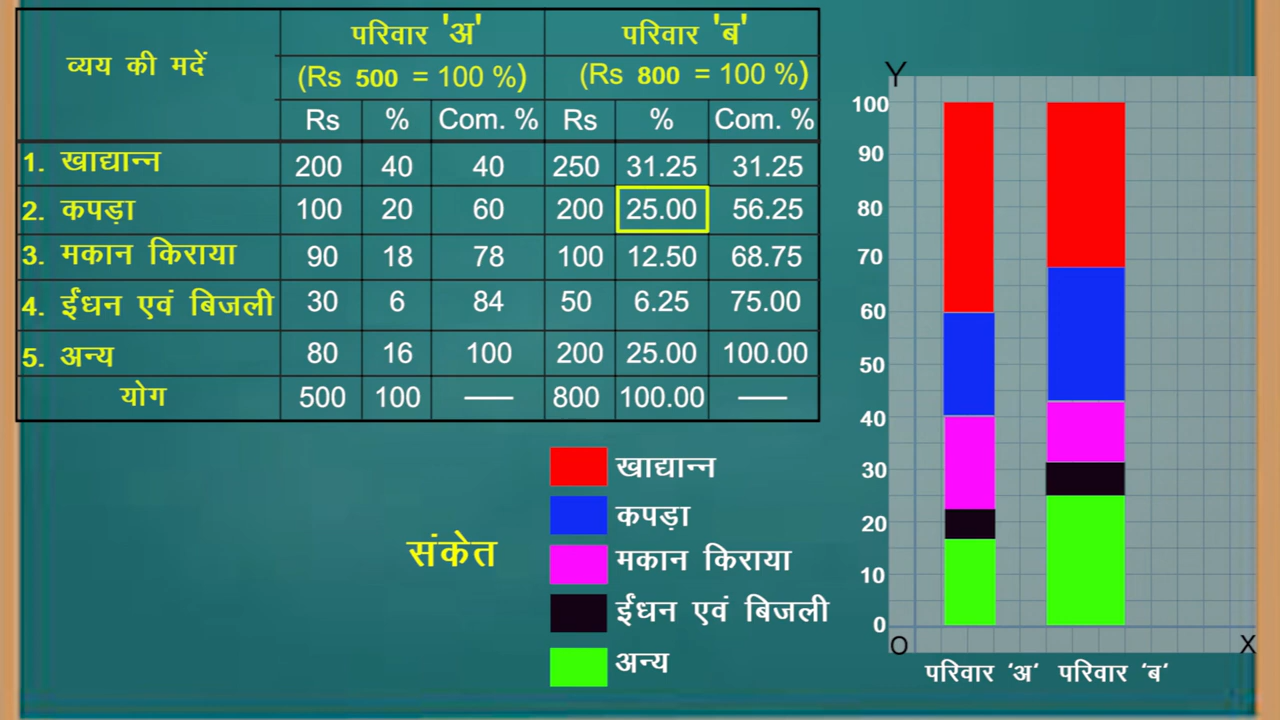 व्यय की मदें परिवार 'अ' परिवार 'ब'
(Rs 500 = 100 %) (Rs 800 = 100 %)
Rs % Com. % Rs % Com. %
1. खाद्यान्न 200 40 40 250 31.25 31.25
2. कपड़ा 100 20 60 200 25.00 56.25
3. मकान किराया 90 18 78 100 12.50 68.75
4. ईंधन एवं बिजली 30 6 84 50 6.25 75.00
5. अन्य 80 16 100 200 25.00 100.00
योग 500 100 — 800 100.00 —
संकेत
खाद्यान्न
कपड़ा
मकान किराया
ईंधन एवं बिजली
अन्य
Y
100
90
80
70
60
50
40
30
20
10
0
O X
परिवार 'अ' परिवार 'ब'